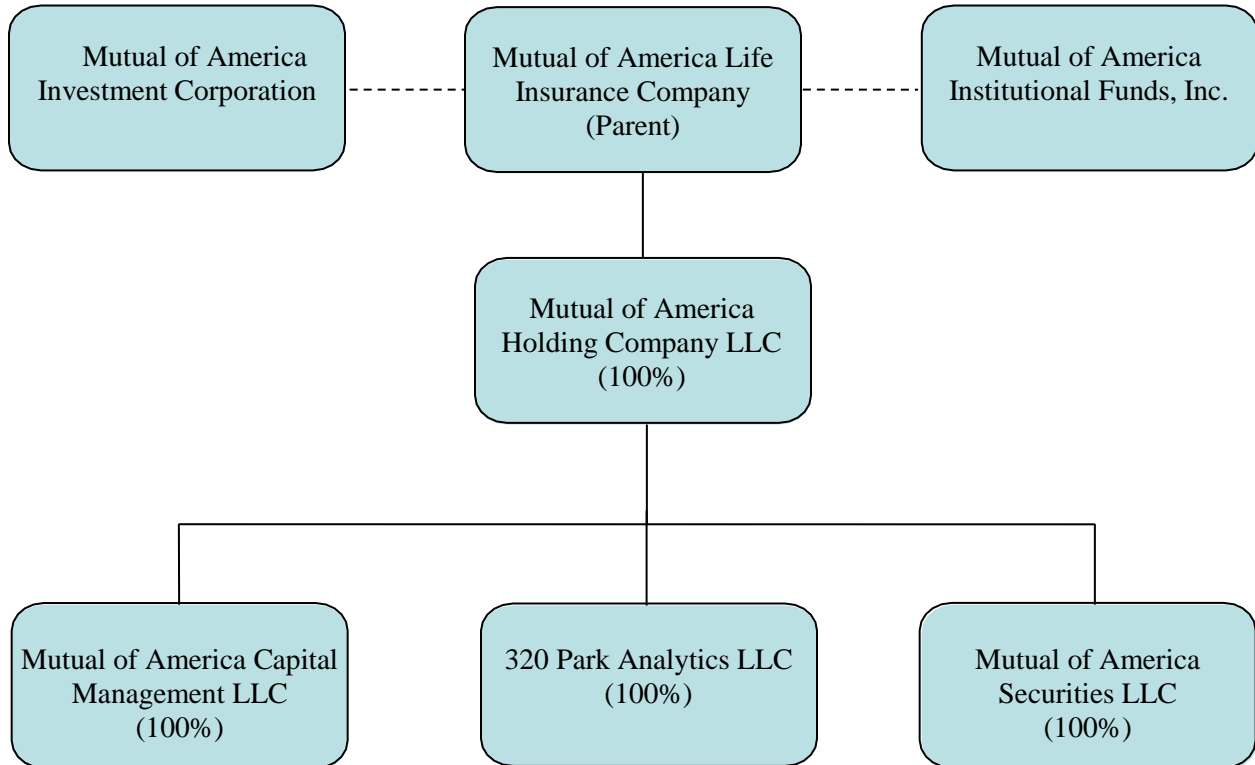 Mutual of America
Investment Corporation
Mutual of America Life
Insurance Company
(Parent)
Mutual of America
Institutional Funds, Inc.
Mutual of America
Holding Company LLC
(100%)
Mutual of America Capital
Management LLC
(100%)
320 Park Analytics LLC
(100%)
Mutual of America
Securities LLC
(100%)